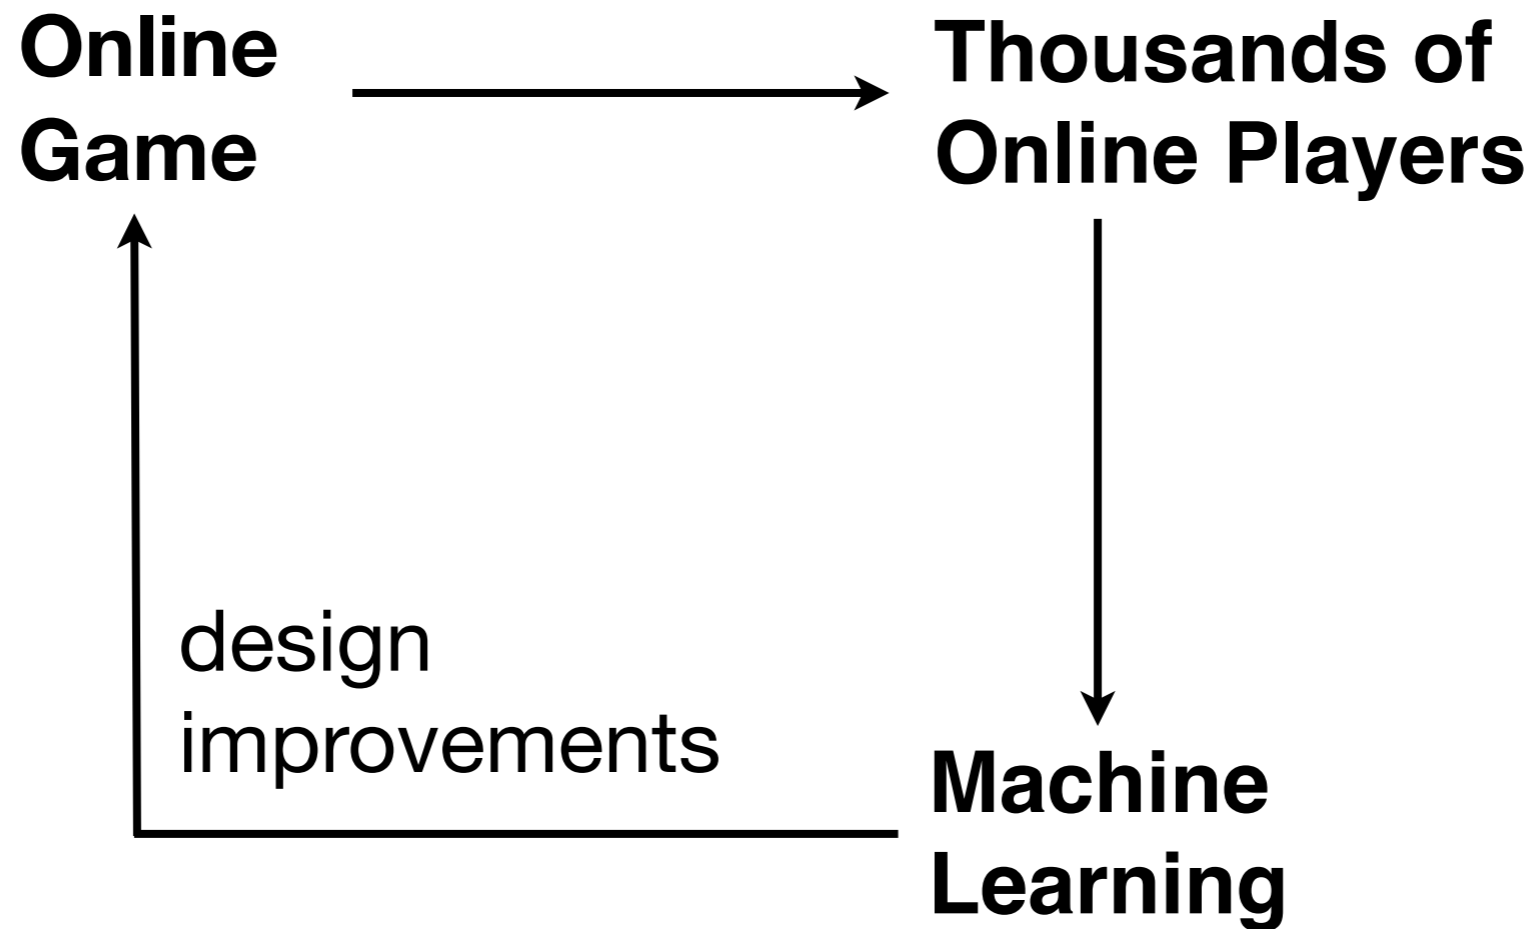 Online
Game
Thousands of
Online Players
design
improvements
Machine
Learning